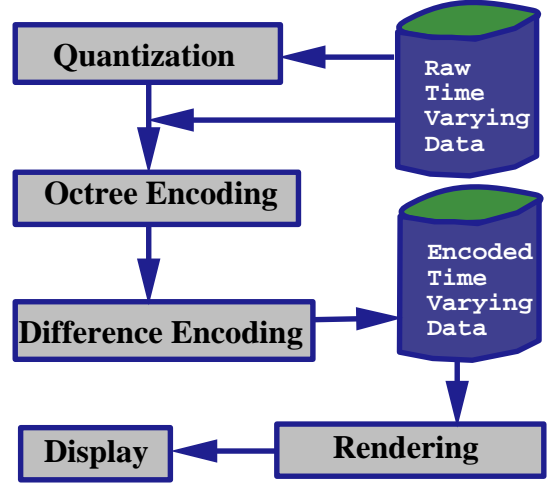 Quantization
Raw
Time
Varying
Data
Octree Encoding
Encoded
Time
Varying
Data
Difference Encoding
Rendering
Display